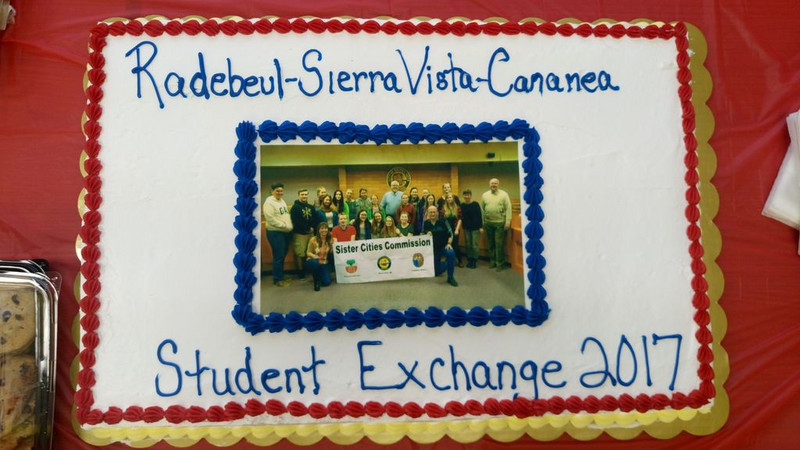 Radebeul-Sierra Vista-Cananea
Sister Cities Commission
Student Exchange 2017